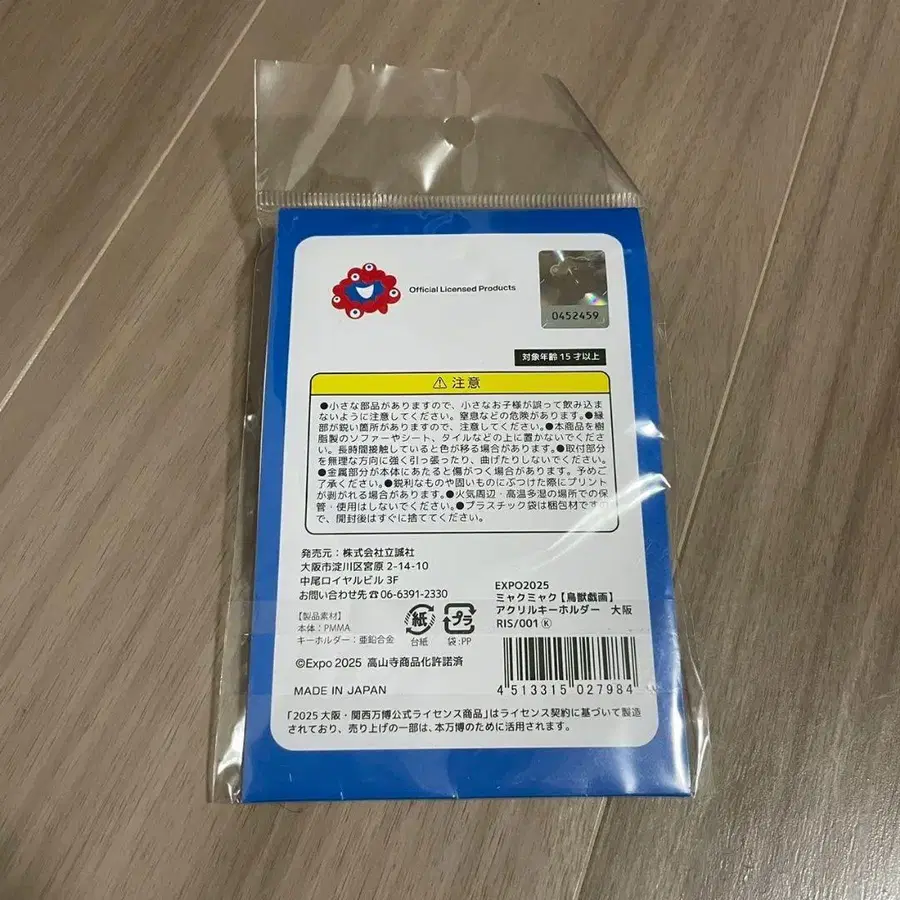 Official Licensed Products
0452459
対象年齢 15 才以上
⚠ 注意
●小さな部品がありますので、小さなお子様が誤って飲み込ま
ないように注意してください。窒息などの危険があります。●縁
部が鋭い箇所がありますので、注意してください。●本商品を樹
脂製のソファーやシート、タイルなどの上に置かないでくださ
い。長時間接触していると色が移る場合があります。●取付部分
を無理な方向に強く引っ張ったり、曲げたりしないでください。
●金属部分が本体にあたると傷がつく場合があります。予めご
了承ください。●鋭利なものや固いものにぶつけた際にプリント
が剥がれる場合があります。●火気周辺・高温多湿の場所での保
管・使用はしないでください。●プラスチック袋は梱包材ですの
で、開封後はすぐに捨ててください。
発売元:株式会社立誠社
大阪市淀川区宮原 2-14-10
中尾ロイヤルビル 3F
お問い合わせ先☎06-6391-2330
【製品素材】
本体:PMMA
キーホルダー:亜鉛合金
紙
台紙
プラ
袋:PP
EXPO2025
ミャクミャク【鳥獣戯画】
アクリルキーホルダー 大阪
RIS/001Ⓚ
©Expo 2025 高山寺商品化許諾済
MADE IN JAPAN
4 513315 027984
「2025 大阪・関西万博公式ライセンス商品」はライセンス契約に基づいて製造
されており、売り上げの一部は、本万博のために活用されます。